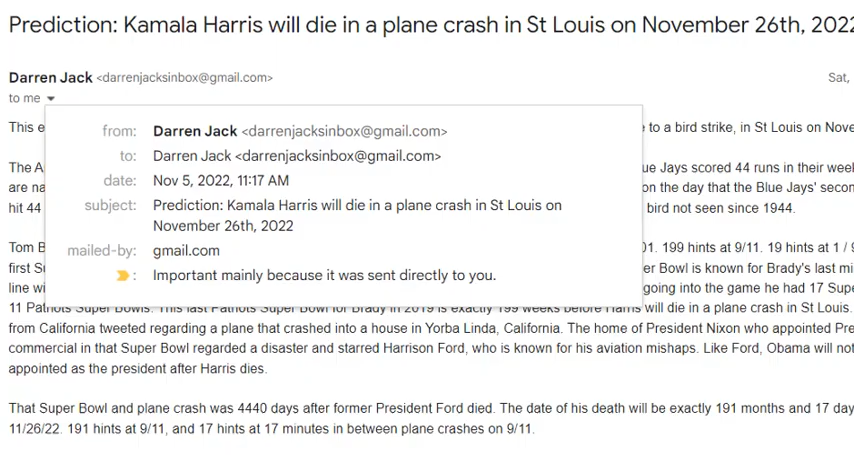 Prediction: Kamala Harris will die in a plane crash in St Louis on November 26th, 2022
Darren Jack <darrenjacksinbox@gmail.com>
Sat,
to me
This e
to a bird strike, in St Louis on Nove
from: Darren Jack <darrenjacksinbox@gmail.com>
to: Darren Jack <darrenjacksinbox@gmail.com>
date: Nov 5, 2022, 11:17 AM
subject: Prediction: Kamala Harris will die in a plane crash in St Louis on
November 26th, 2022
mailed-by: gmail.com
: Important mainly because it was sent directly to you.
The A
ue Jays scored 44 runs in their week
are na
on the day that the Blue Jays' secon
hit 44
bird not seen since 1944.
Tom B
01. 199 hints at 9/11. 19 hints at 1 / 9
first Su
er Bowl is known for Brady's last mi
line wi
going into the game he had 17 Supe
11 Patriots Super Bowls. This last Patriots Super Bowl for Brady in 2019 is exactly 199 weeks before Harris will die in a plane crash in St Louis.
from California tweeted regarding a plane that crashed into a house in Yorba Linda, California. The home of President Nixon who appointed Pre
commercial in that Super Bowl regarded a disaster and starred Harrison Ford, who is known for his aviation mishaps. Like Ford, Obama will not
appointed as the president after Harris dies.
That Super Bowl and plane crash was 4440 days after former President Ford died. The date of his death will be exactly 191 months and 17 day
11/26/22. 191 hints at 9/11, and 17 hints at 17 minutes in between plane crashes on 9/11.